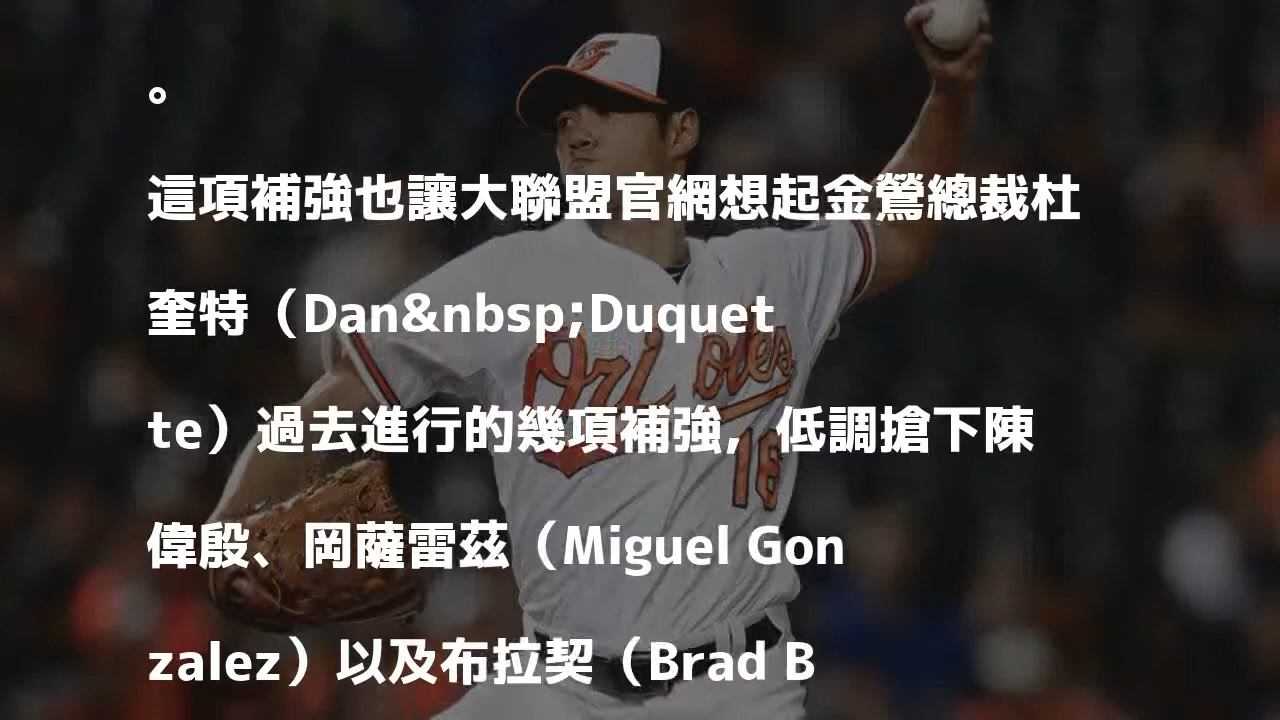 。
這項補強也讓大聯盟官網想起金鶯總裁杜
奎特（Dan&nbsp;Duquet
te）過去進行的幾項補強，低調搶下陳
偉殷、岡薩雷茲（Miguel Gon
zalez）以及布拉契（Brad B
Orioles
16